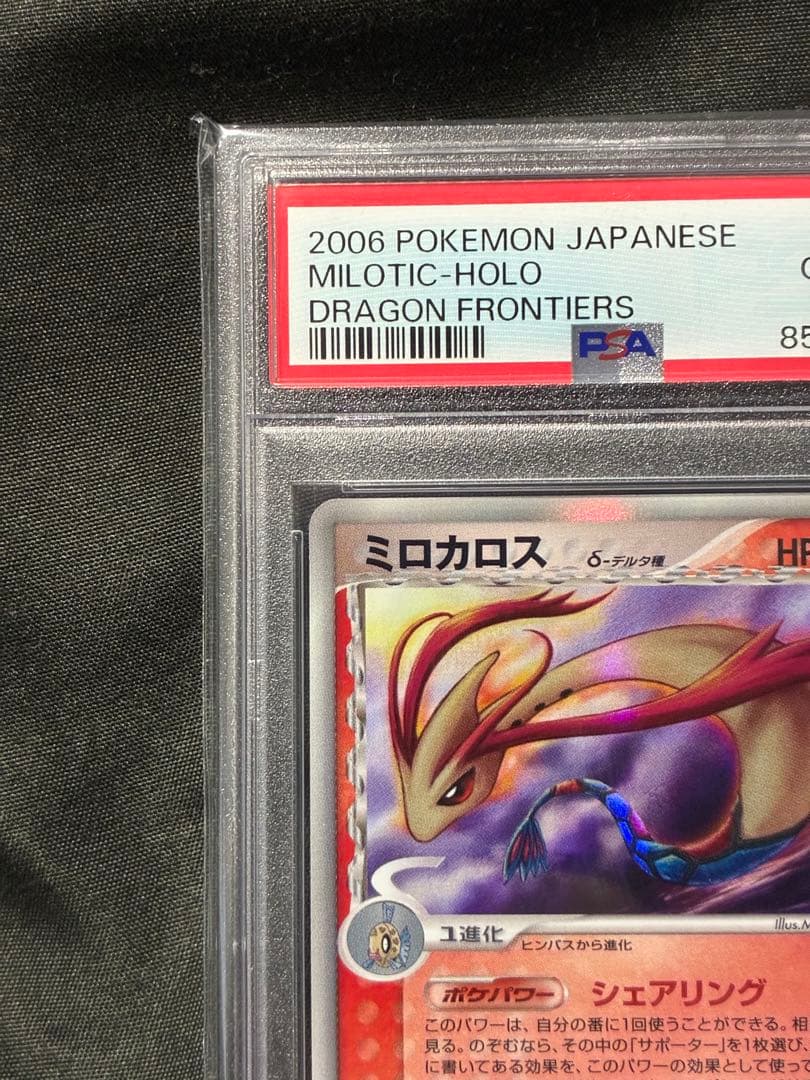 2006 POKEMON JAPANESE
MILOTIC-HOLO
DRAGON FRONTIERS
85
PSA
ミロカロス δ-デルタ種 HP
Illus.M
1進化 ヒンバスから進化
ポケパワー シェアリング
このパワーは、自分の番に1回使うことができる。相
見る。のぞむなら、その中の「サポーター」を1枚選び、
に書いてある効果を、このパワーの効果として使って